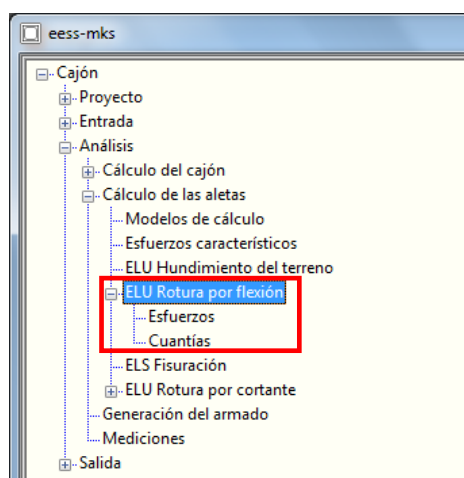 eess-mks
Cajón
Proyecto
Entrada
Análisis
Cálculo del cajón
Cálculo de las aletas
Modelos de cálculo
Esfuerzos característicos
ELU Hundimiento del terreno
ELU Rotura por flexión
Esfuerzos
Cuantías
ELS Fisuración
ELU Rotura por cortante
Generación del armado
Mediciones
Salida